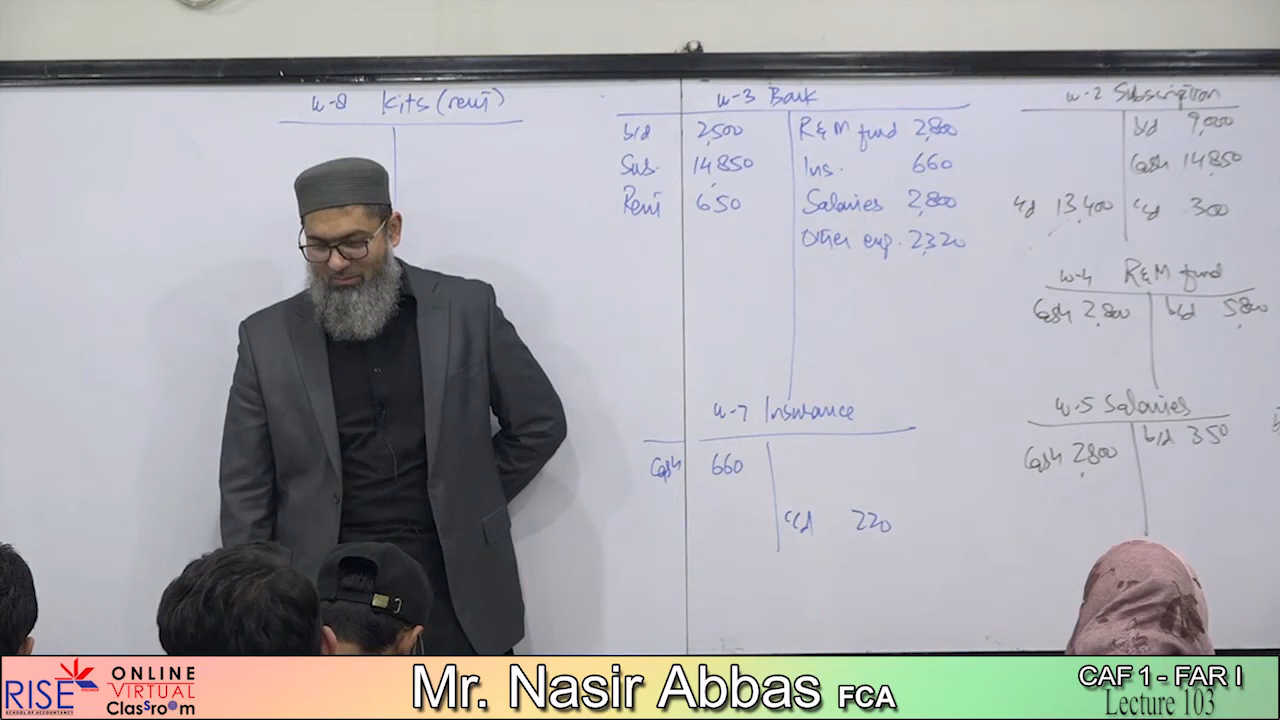 W-8 Kits (rent)
W-3 Bank
b/d 2,500 R&M fund 2,800
Sus. 14,850 Ins. 660
Rent 650 Salaries 2,800
Other exp. 2,320
W-2 Subscription
b/d 9,000
Cash 14,850
c/d 13,400 c/d 300
W-4 R&M fund
Cash 2,800 b/d 5,800
W-7 Insurance
Cash 660
c/d 220
W-5 Salaries
b/d 350
Cash 2,800
RISE PREMIER
SCHOOL OF ACCOUNTANCY
ONLINE
VIRTUAL
ClasSro@m
Mr. Nasir Abbas FCA
CAF 1 - FAR I
Lecture 103